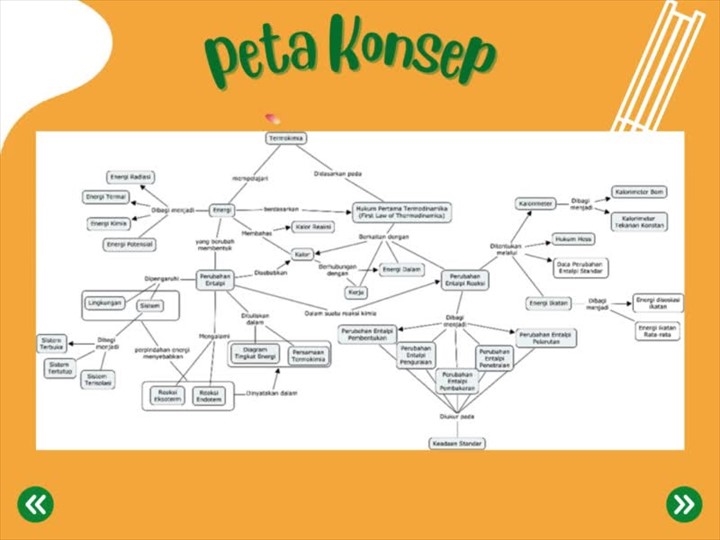 Peta Konsep
Termokimia
mempelajari
Didasarkan pada
Energi Radiasi
Energi Termal
Energi Kimia
Energi Potensial
Dibagi menjadi
Energi
berdasarkan
Hukum Pertama Termodinamika
(First Law of Thermodynamics)
Membahas
Kalor Reaksi
Kalor
Berkaitan dengan
Berhubungan
dengan
Energi Dalam
Kerja
yang berubah
membentuk
Disebabkan
Perubahan
Entalpi
Dipengaruhi
Lingkungan
Sistem
Dibagi
menjadi
Sistem
Terbuka
Sistem
Tertutup
Sistem
Terisolasi
perpindahan energi
menyebabkan
Mengalami
Reaksi
Eksoterm
Reaksi
Endoterm
Dinyatakan dalam
Dituliskan
dalam
Diagram
Tingkat Energi
Persamaan
Termokimia
Dalam suatu reaksi kimia
Perubahan
Entalpi Reaksi
Dibagi
menjadi
Perubahan Entalpi
Pembentukan
Perubahan
Entalpi
Penguraian
Perubahan
Entalpi
Pembakaran
Perubahan
Entalpi
Penetralan
Perubahan Entalpi
Pelarutan
Diukur pada
Keadaan Standar
Ditentukan
melalui
Kalorimeter
Dibagi
menjadi
Kalorimeter Bom
Kalorimeter
Tekanan Konstan
Hukum Hess
Data Perubahan
Entalpi Standar
Energi Ikatan
Dibagi
menjadi
Energi disosiasi
ikatan
Energi ikatan
Rata-rata